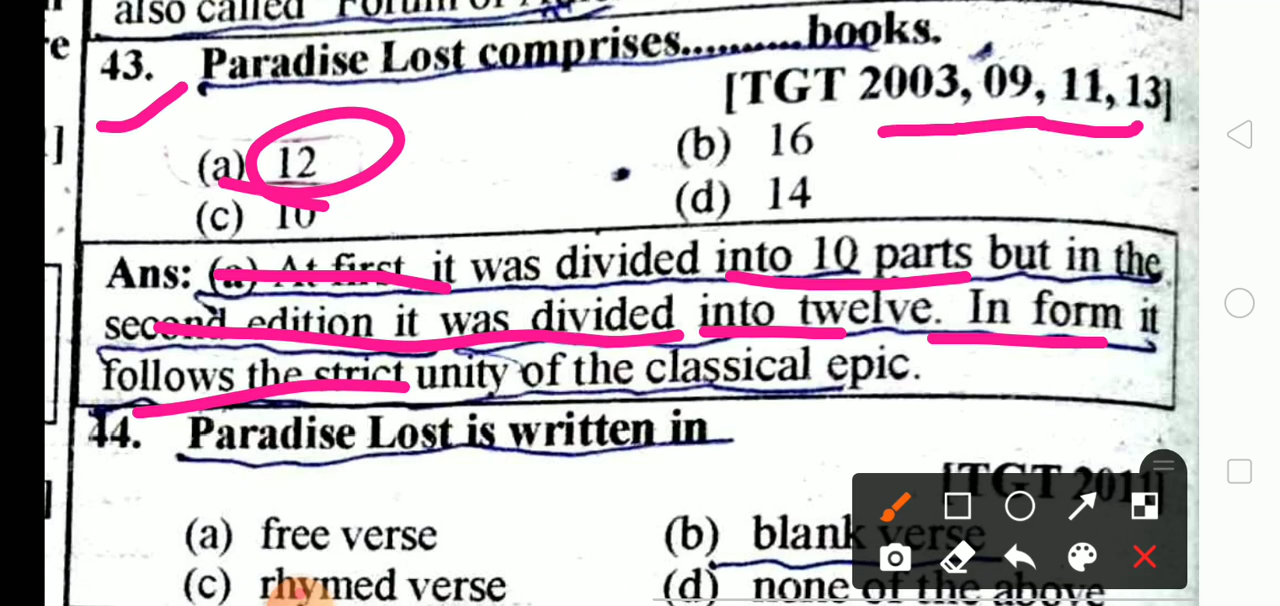 also called
43. Paradise Lost comprises..........books.
[TGT 2003, 09, 11, 13]
(a) 12 (b) 16
(c) 10 (d) 14
Ans: (a) At first it was divided into 10 parts but in the
second edition it was divided into twelve. In form it
follows the strict unity of the classical epic.
44. Paradise Lost is written in
[TGT 2011]
(a) free verse (b) blank verse
(c) rhymed verse (d) none of the above